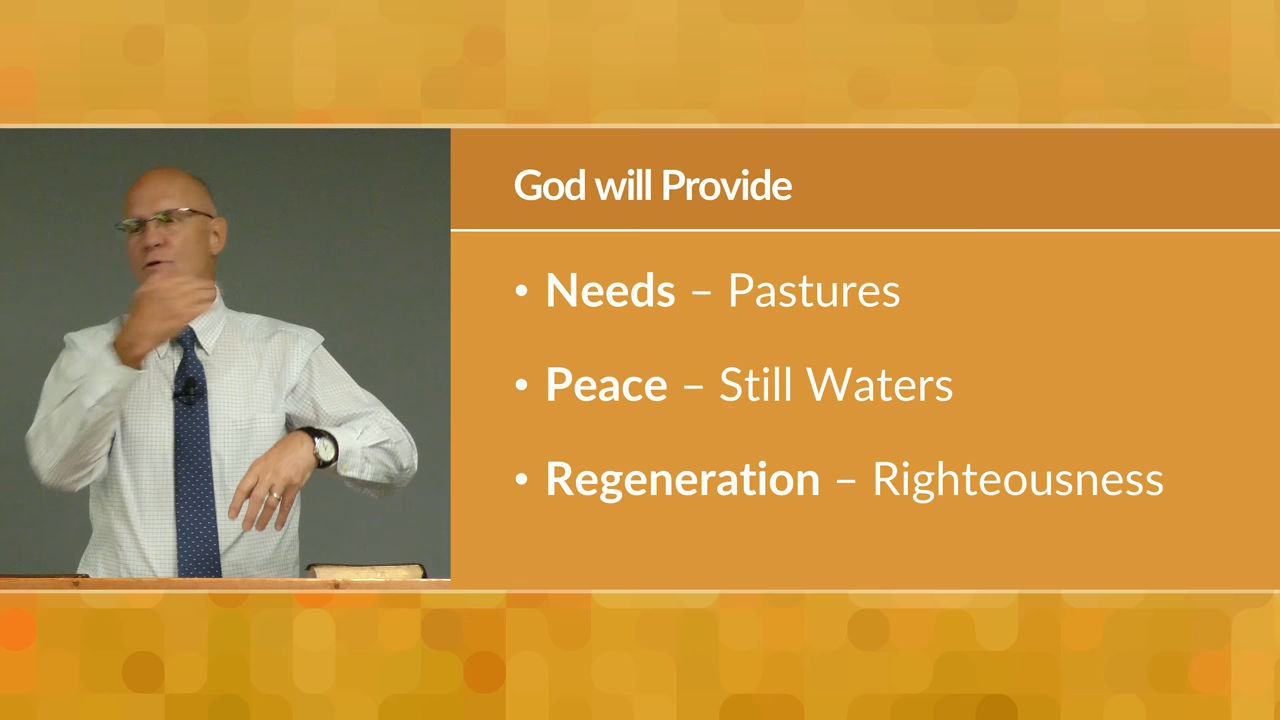 God will Provide
• Needs – Pastures
• Peace – Still Waters
• Regeneration – Righteousness